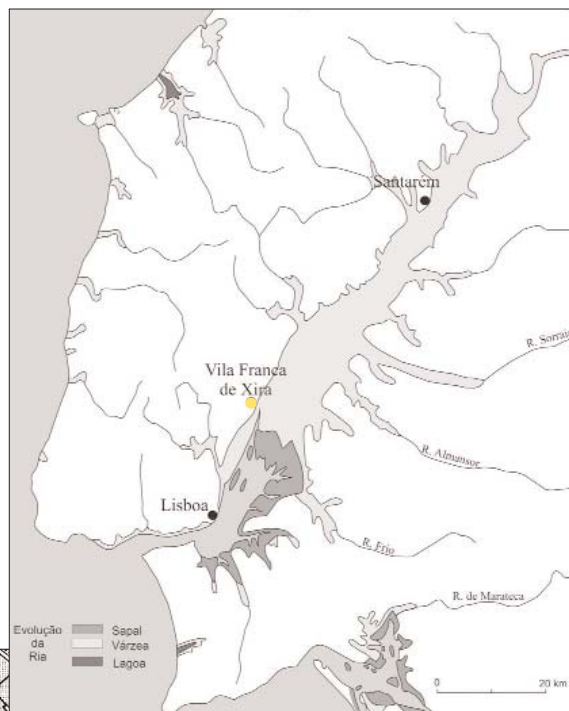 Santarém
R. Sorraia
Vila Franca
de Xira
R. Almansor
Lisboa
R. Frio
R. de Marateca
Evolução
da
Ria
Sapal
Várzea
Lagoa
0
20 km